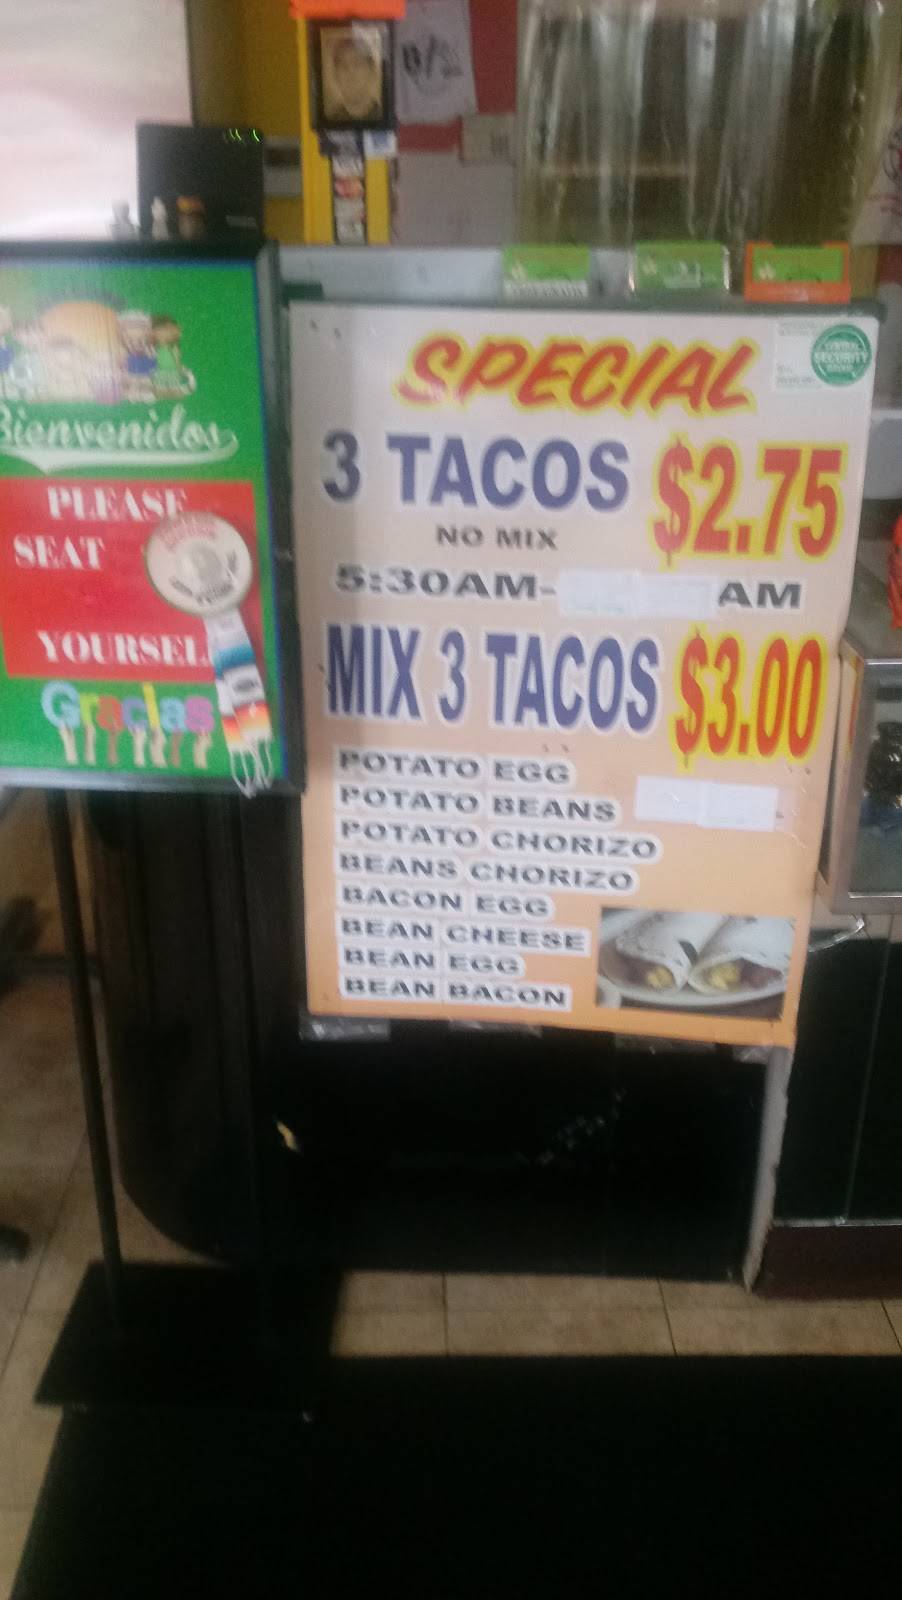 Bienvenidos
PLEASE
SEAT
YOURSEL
Gracias
SPECIAL
3 TACOS $2.75
NO MIX
5:30AM- AM
MIX 3 TACOS $3.00
POTATO EGG
POTATO BEANS
POTATO CHORIZO
BEANS CHORIZO
BACON EGG
BEAN CHEESE
BEAN EGG
BEAN BACON
SECURITY